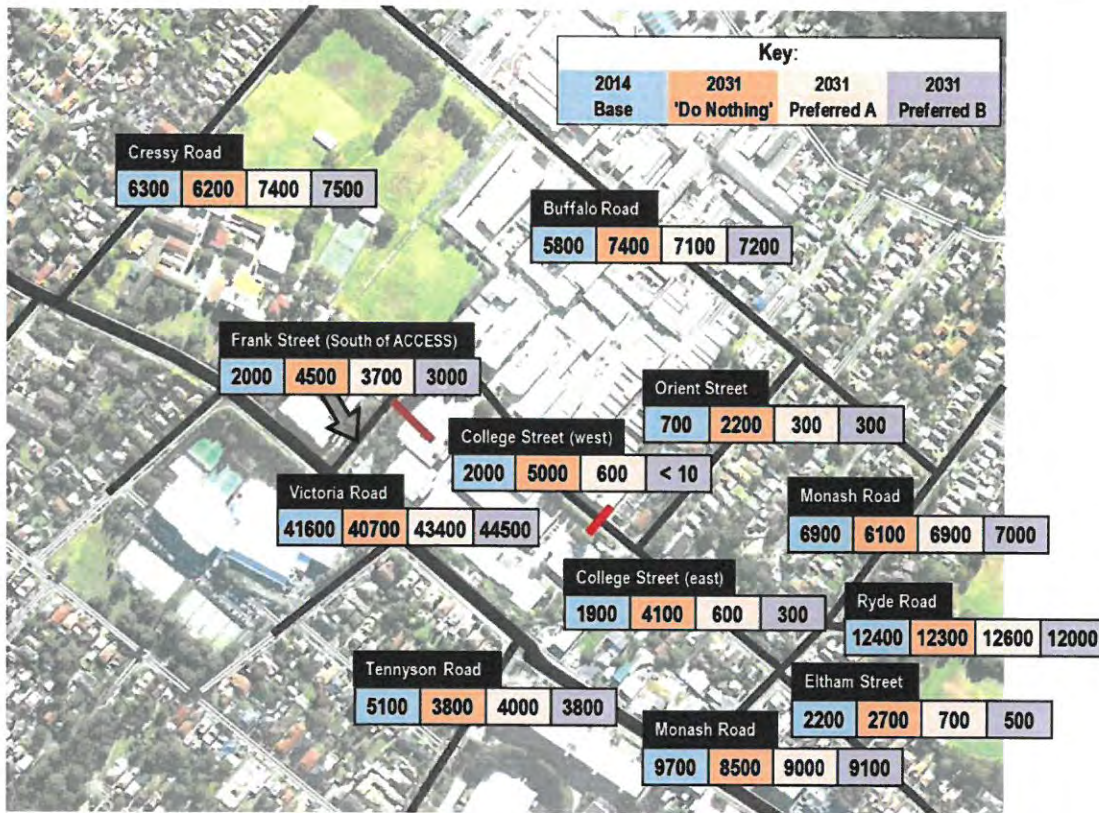 Key:
2014 2031 2031 2031
Base 'Do Nothing' Preferred A Preferred B
Cressy Road
6300 6200 7400 7500
Buffalo Road
5800 7400 7100 7200
Frank Street (South of ACCESS)
2000 4500 3700 3000
Orient Street
700 2200 300 300
College Street (west)
2000 5000 600 < 10
Victoria Road
41600 40700 43400 44500
Monash Road
6900 6100 6900 7000
College Street (east)
1900 4100 600 300
Ryde Road
12400 12300 12600 12000
Tennyson Road
5100 3800 4000 3800
Eltham Street
2200 2700 700 500
Monash Road
9700 8500 9000 9100